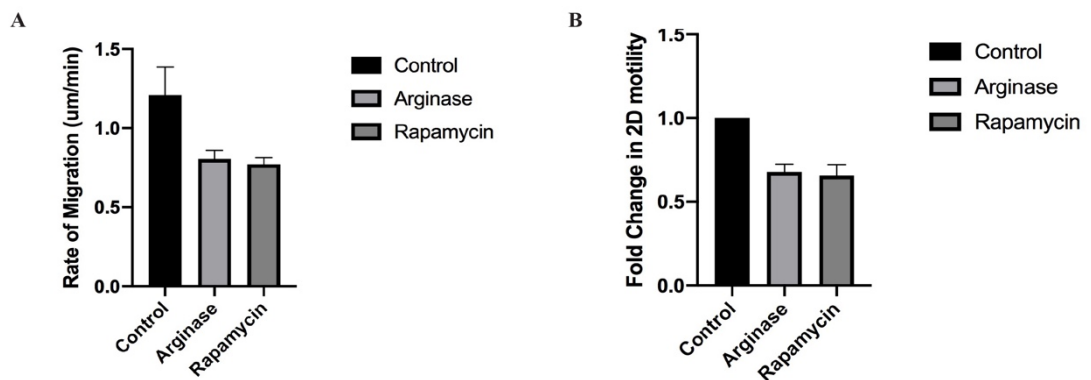 A
Rate of Migration (um/min)
1.5
1.0
0.5
0.0
Control
Arginase
Rapamycin
Control
Arginase
Rapamycin
B
Fold Change in 2D motility
1.5
1.0
0.5
0.0
Control
Arginase
Rapamycin
Control
Arginase
Rapamycin